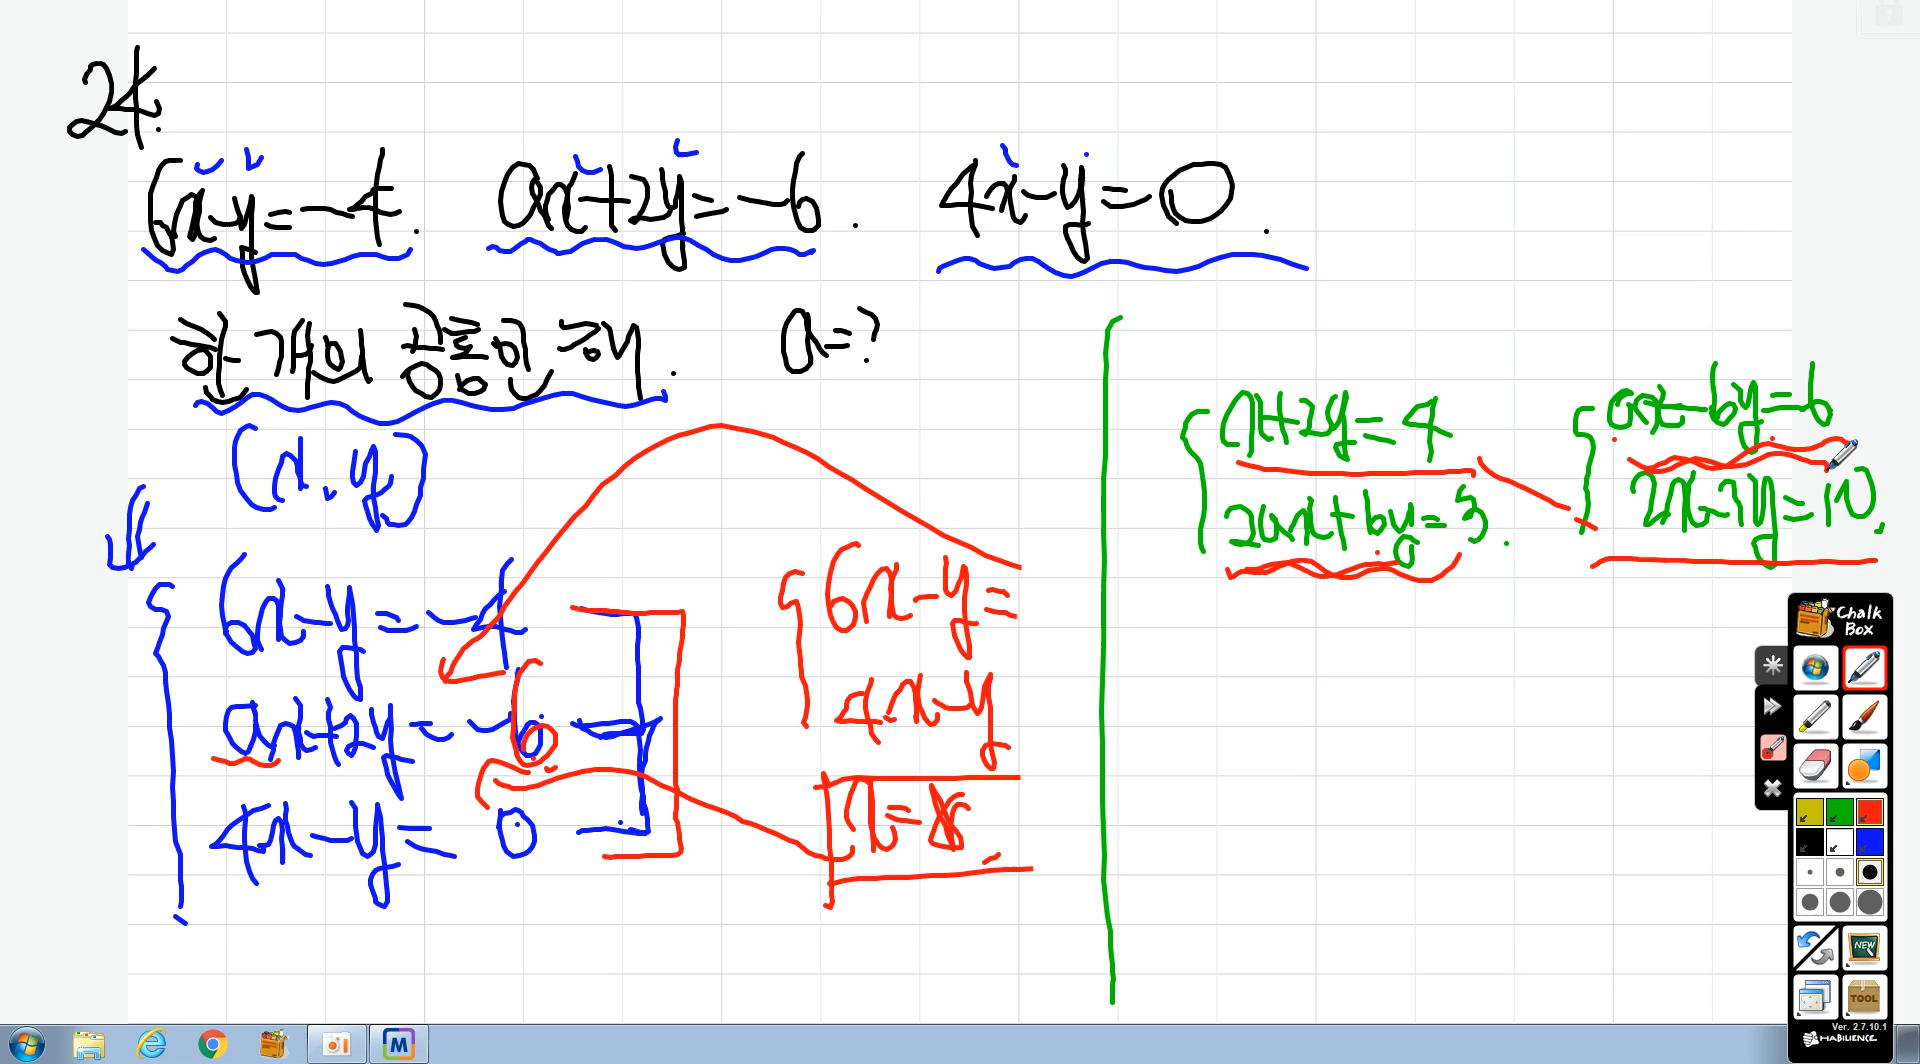 24.
6x-y=-4. ax+2y=-6. 4x-y=0.
한 개의 공통인 a=?
(x, y)
6x-y=-4
ax+2y=-6
4x-y=0
6x-y=
4x-y
x+2y=4
2ax+by=3.
ax-by=6
2x-3y=10.
Chalk
Box
NEW
TOOL
Ver. 2.7.10.1
HABILIENCE